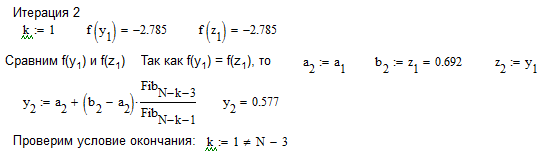 Итерация 2
k := 1 f(y₁) = −2.785 f(z₁) = −2.785
Сравним f(y₁) и f(z₁) Так как f(y₁) = f(z₁), то a₂ := a₁ b₂ := z₁ = 0.692 z₂ := y₁
y₂ := a₂ + (b₂ − a₂)·Fib_{N−k−3}/Fib_{N−k−1} y₂ = 0.577
Проверим условие окончания: k := 1 ≠ N − 3